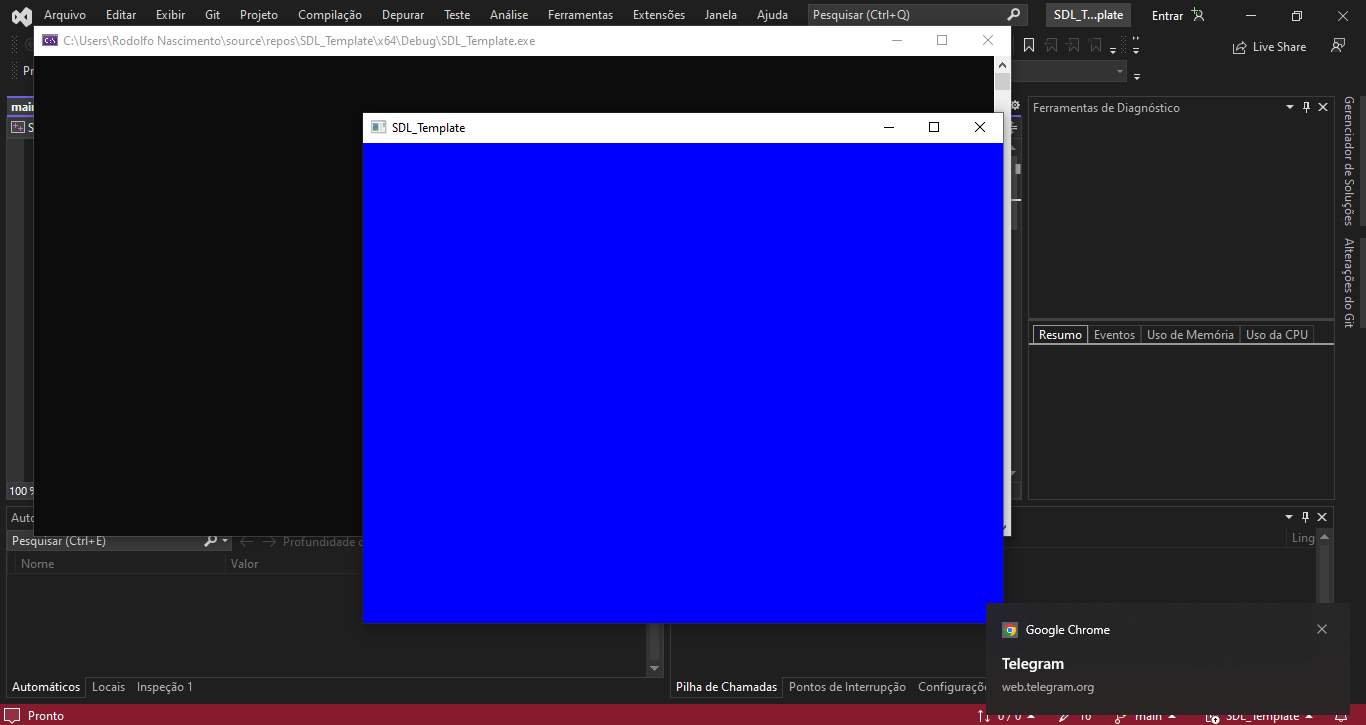 Arquivo Editar Exibir Git Projeto Compilação Depurar Teste Análise Ferramentas Extensões Janela Ajuda Pesquisar (Ctrl+Q) SDL_T...plate Entrar
C:\Users\Rodolfo Nascimento\source\repos\SDL_Template\x64\Debug\SDL_Template.exe
Live Share
SDL_Template
Ferramentas de Diagnóstico
Gerenciador de Soluções
Alterações do Git
Resumo Eventos Uso de Memória Uso da CPU
100 %
Pesquisar (Ctrl+E)
Profundidade
Nome Valor
Ling
Google Chrome
Telegram
web.telegram.org
Automáticos Locais Inspeção 1
Pilha de Chamadas Pontos de Interrupção Configuraçõe
Pronto
0 / 0 16 main SDL_Template